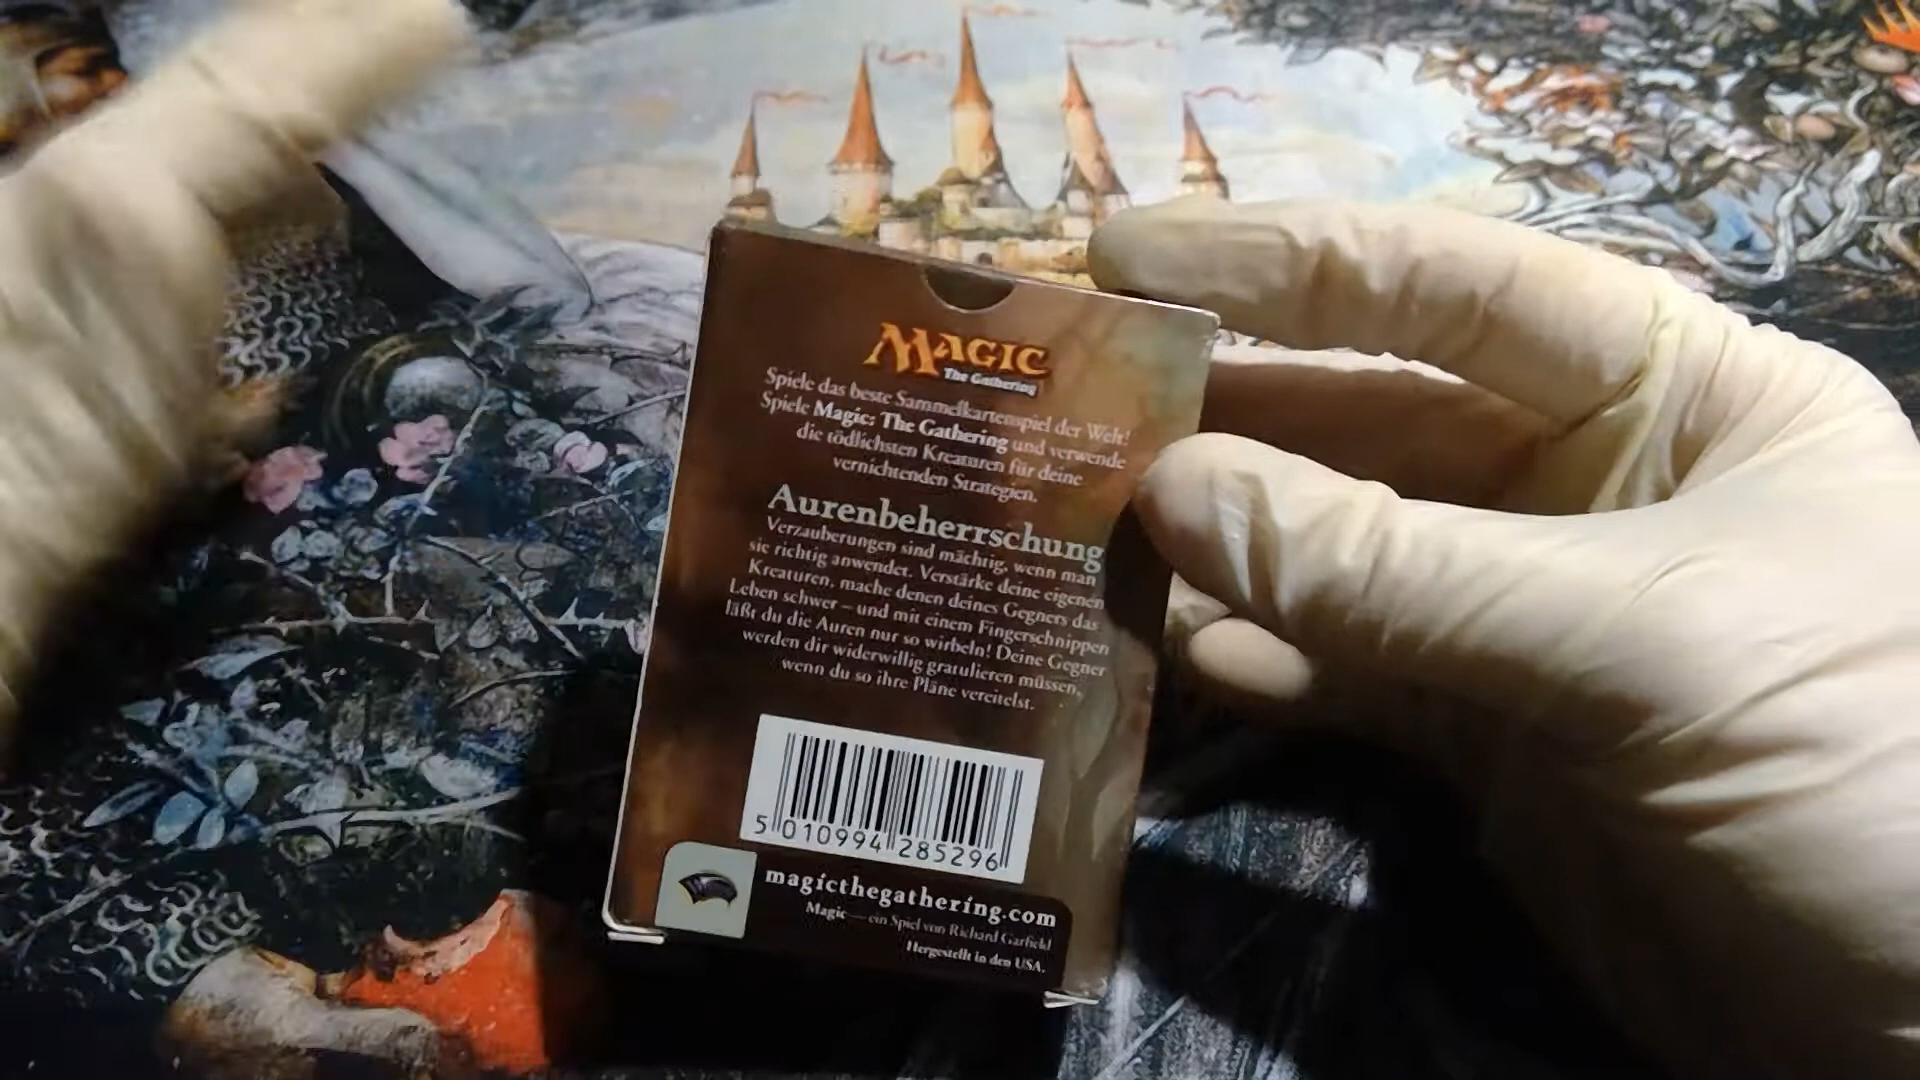 MAGIC
The Gathering
Spiele das beste Sammelkartenspiel der Welt!
Spiele Magic: The Gathering und verwende
die tödlichsten Kreaturen für deine
vernichtenden Strategien.
Aurenbeherrschung
Verzauberungen sind mächtig, wenn man
sie richtig anwendet. Verstärke deine eigenen
Kreaturen, mache denen deines Gegners das
Leben schwer – und mit einem Fingerschnippen
läßt du die Auren nur so wirbeln! Deine Gegner
werden dir widerwillig gratulieren müssen,
wenn du so ihre Pläne vereitelst.
5 010994 285296
magicthegathering.com
Magic — ein Spiel von Richard Garfield
Hergestellt in den USA.